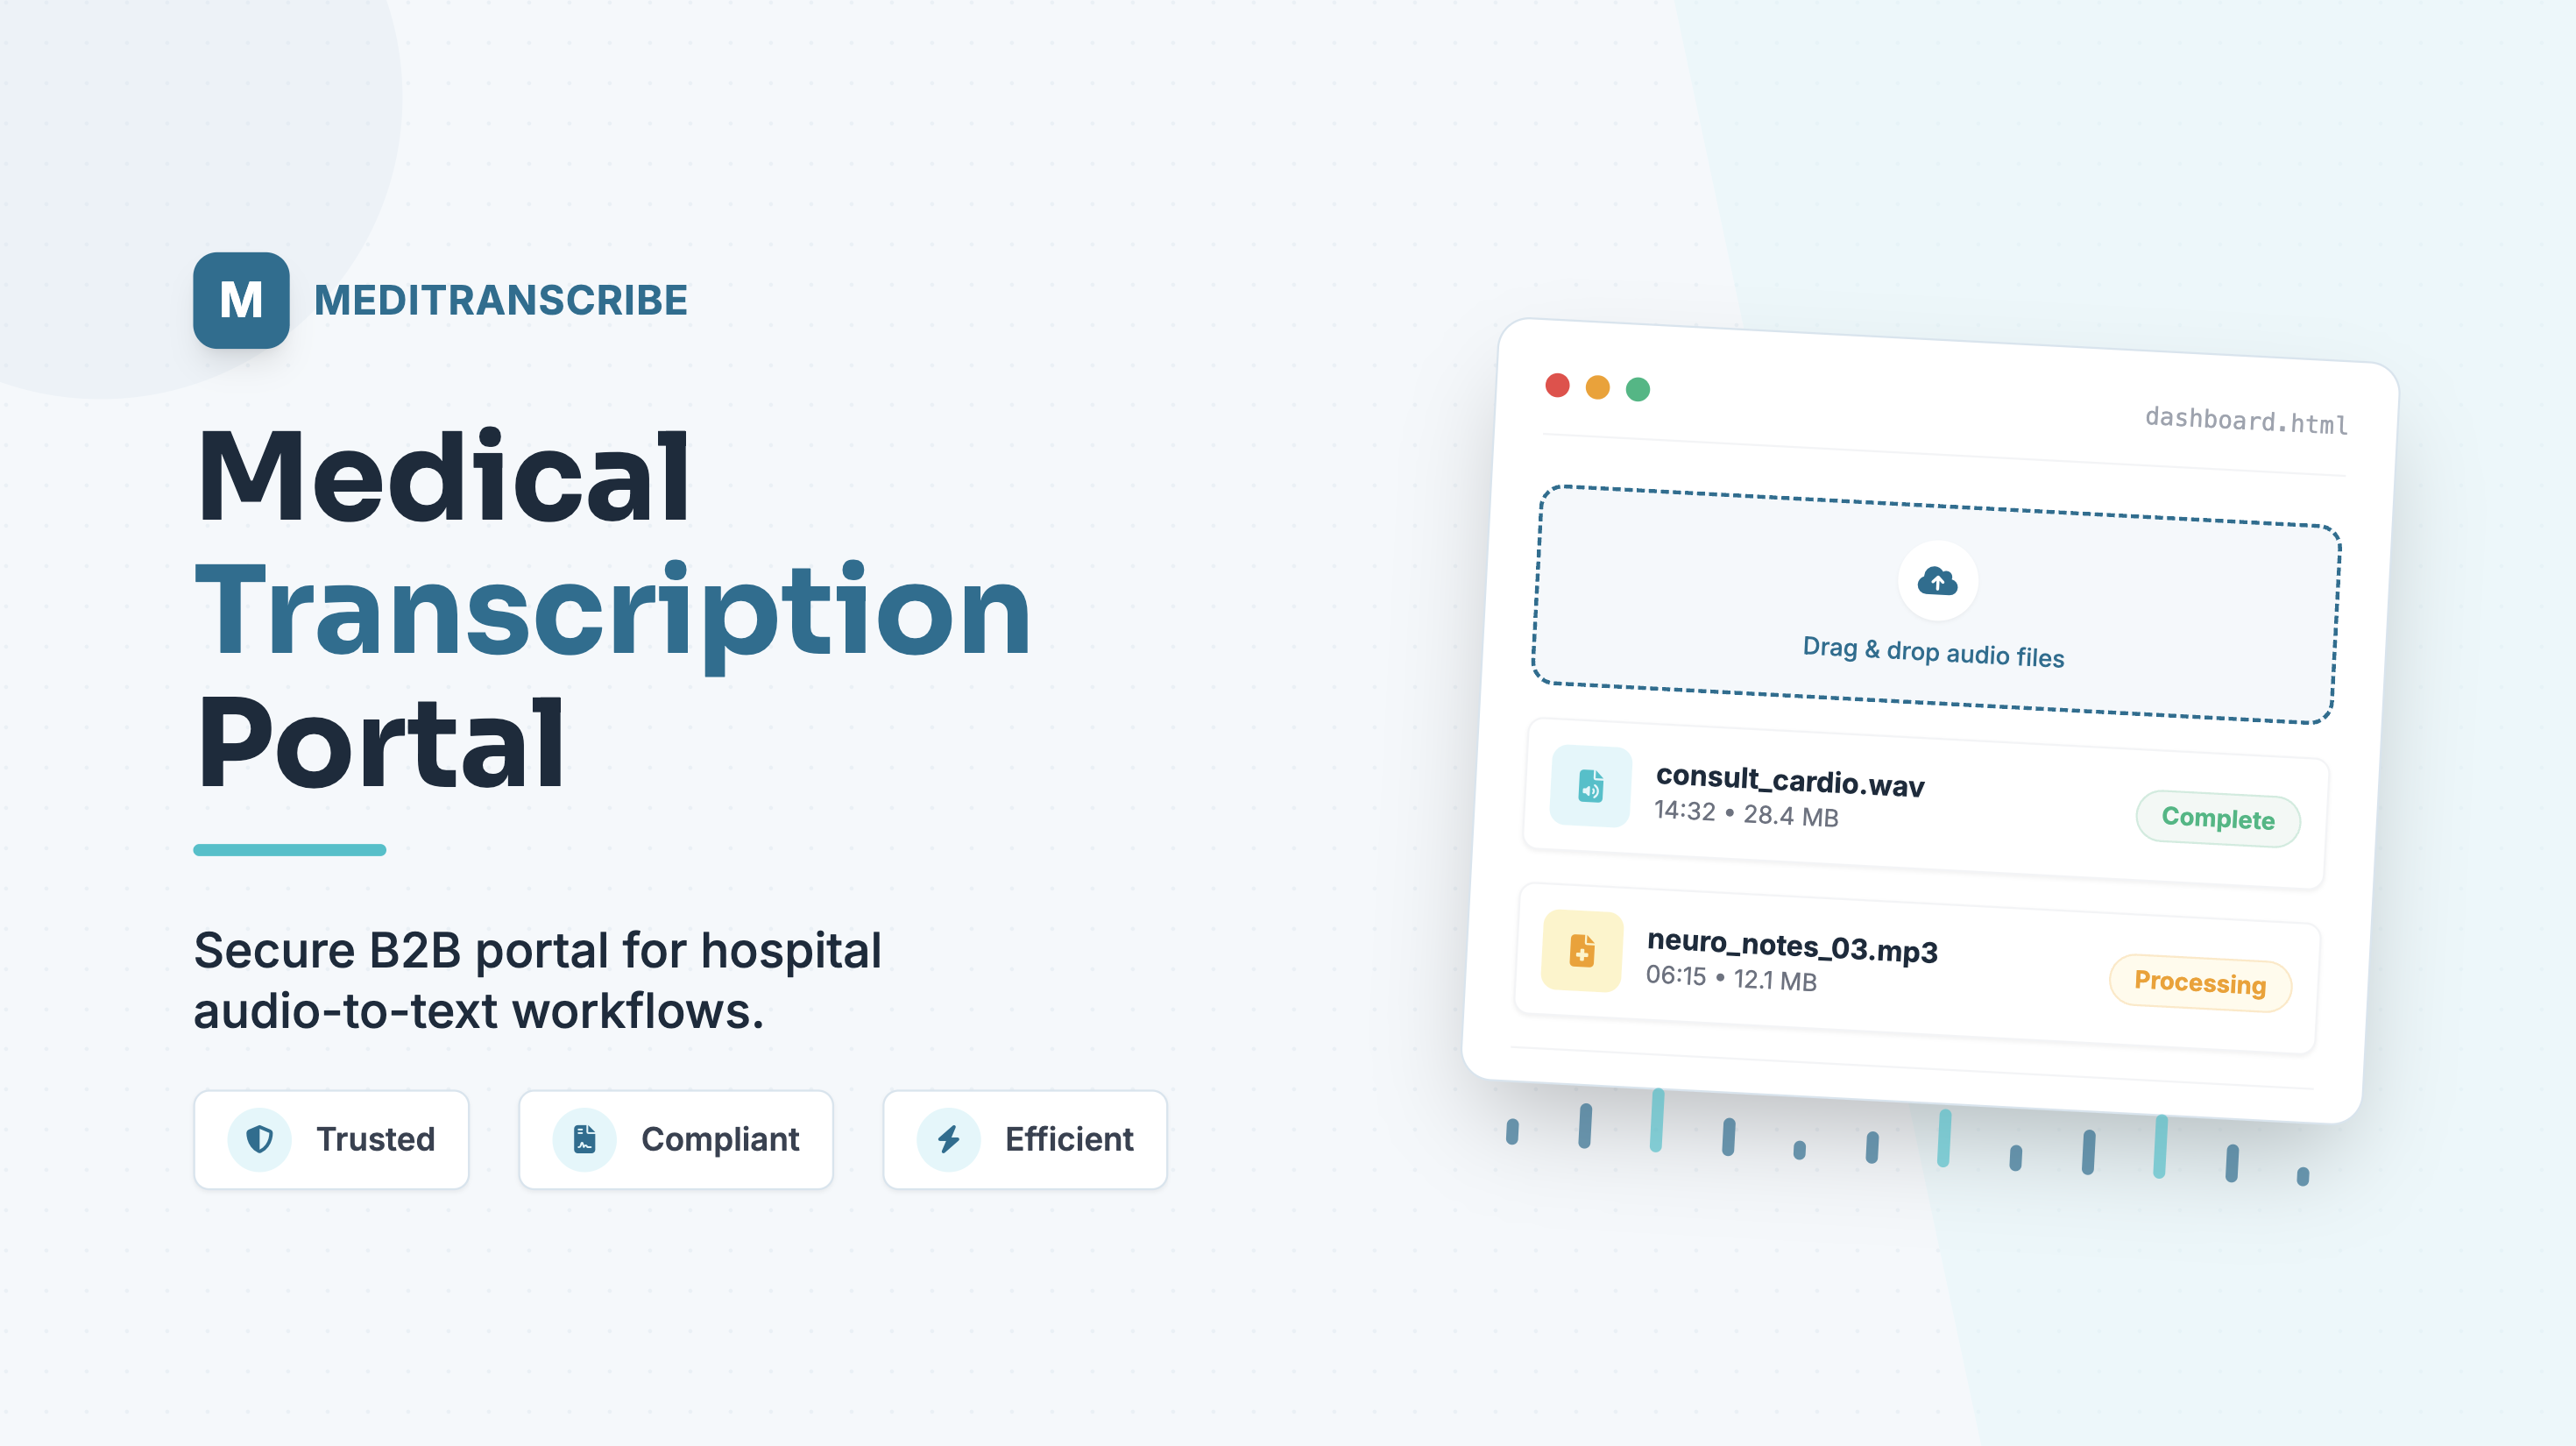 M
MEDITRANSCRIBE
Medical
Transcription
Portal
Secure B2B portal for hospital
audio-to-text workflows.
Trusted
Compliant
Efficient
dashboard.html
Drag & drop audio files
consult_cardio.wav
14:32 • 28.4 MB
Complete
neuro_notes_03.mp3
06:15 • 12.1 MB
Processing